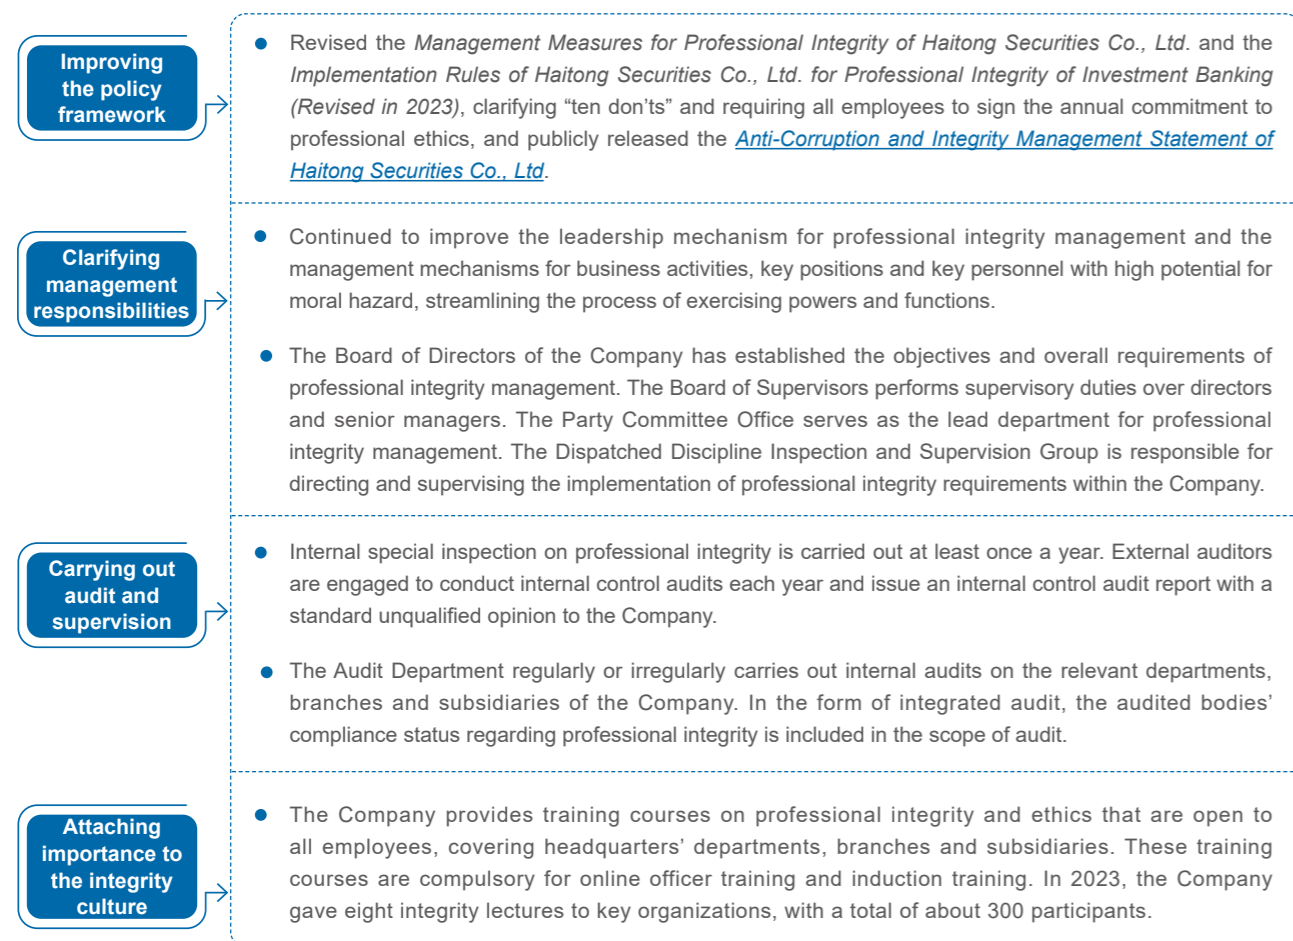 Improving
the policy
framework
Revised the Management Measures for Professional Integrity of Haitong Securities Co., Ltd. and the
Implementation Rules of Haitong Securities Co., Ltd. for Professional Integrity of Investment Banking
(Revised in 2023), clarifying “ten don’ts” and requiring all employees to sign the annual commitment to
professional ethics, and publicly released the Anti-Corruption and Integrity Management Statement of
Haitong Securities Co., Ltd.
Clarifying
management
responsibilities
Continued to improve the leadership mechanism for professional integrity management and the
management mechanisms for business activities, key positions and key personnel with high potential for
moral hazard, streamlining the process of exercising powers and functions.
The Board of Directors of the Company has established the objectives and overall requirements of
professional integrity management. The Board of Supervisors performs supervisory duties over directors
and senior managers. The Party Committee Office serves as the lead department for professional
integrity management. The Dispatched Discipline Inspection and Supervision Group is responsible for
directing and supervising the implementation of professional integrity requirements within the Company.
Carrying out
audit and
supervision
Internal special inspection on professional integrity is carried out at least once a year. External auditors
are engaged to conduct internal control audits each year and issue an internal control audit report with a
standard unqualified opinion to the Company.
The Audit Department regularly or irregularly carries out internal audits on the relevant departments,
branches and subsidiaries of the Company. In the form of integrated audit, the audited bodies’
compliance status regarding professional integrity is included in the scope of audit.
Attaching
importance to
the integrity
culture
The Company provides training courses on professional integrity and ethics that are open to
all employees, covering headquarters’ departments, branches and subsidiaries. These training
courses are compulsory for online officer training and induction training. In 2023, the Company
gave eight integrity lectures to key organizations, with a total of about 300 participants.